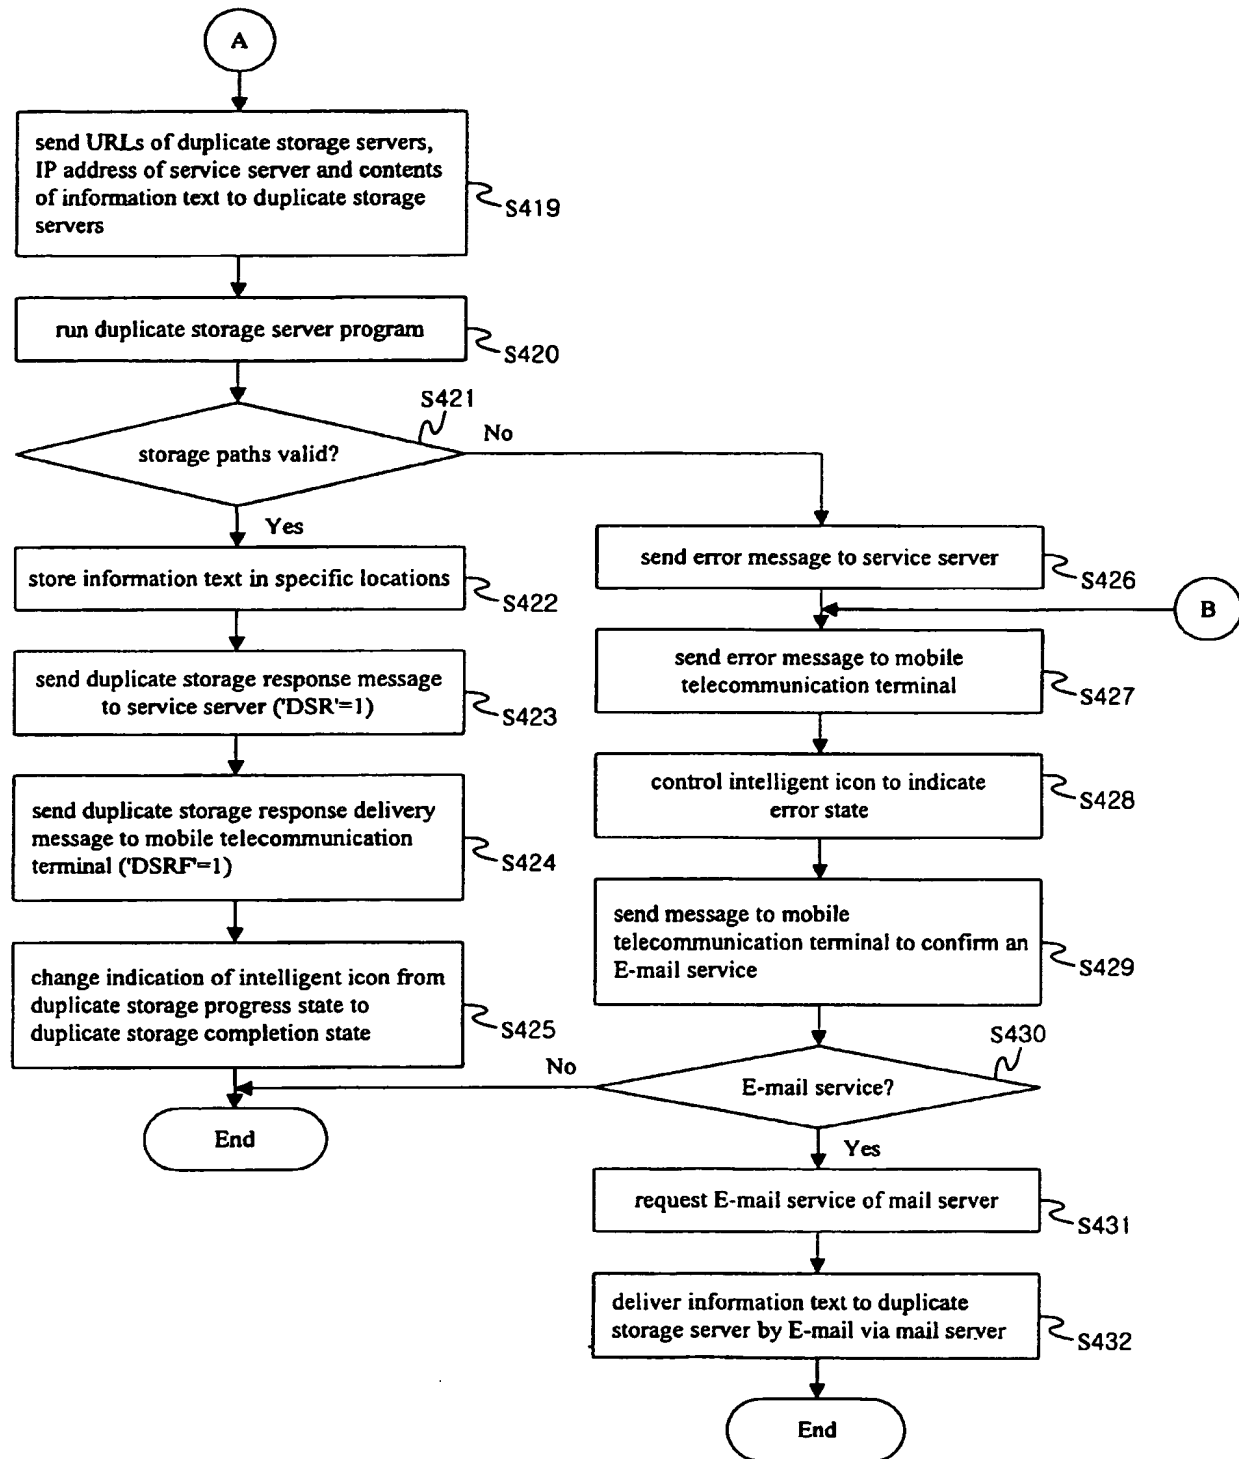 A
send URLs of duplicate storage servers,
IP address of service server and contents
of information text to duplicate storage
servers
S419
run duplicate storage server program
S420
S421
storage paths valid?
No
Yes
store information text in specific locations
S422
send duplicate storage response message
to service server ('DSR'=1)
S423
send duplicate storage response delivery
message to mobile telecommunication
terminal ('DSRF'=1)
S424
change indication of intelligent icon from
duplicate storage progress state to
duplicate storage completion state
S425
End
send error message to service server
S426
B
send error message to mobile
telecommunication terminal
S427
control intelligent icon to indicate
error state
S428
send message to mobile
telecommunication terminal to confirm an
E-mail service
S429
S430
No
E-mail service?
Yes
request E-mail service of mail server
S431
deliver information text to duplicate
storage server by E-mail via mail server
S432
End